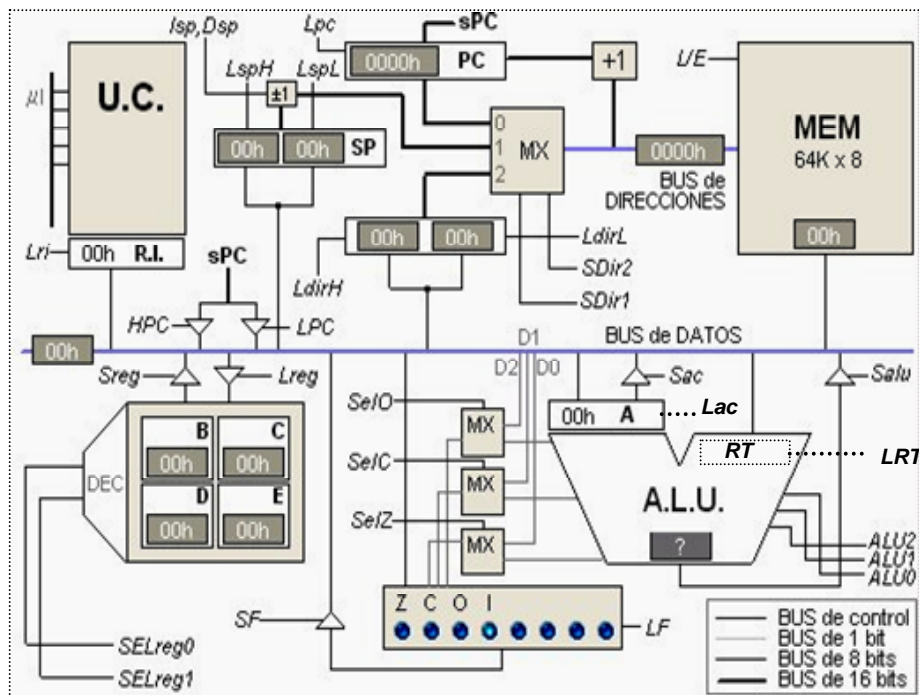 Isp,Dsp
Lpc
sPC
LspH
LspL
0000h PC
+1
L/E
μI
U.C.
±1
00h 00h SP
0
1
2
MX
0000h
BUS de
DIRECCIONES
MEM
64K x 8
00h
Lri
00h R.I.
sPC
00h 00h
LdirH
LdirL
SDir2
SDir1
HPC
LPC
00h
D1
BUS de DATOS
D2
D0
Sreg
Lreg
Sac
Salu
SelO
MX
00h A
Lac
RT
LRT
DEC
B
00h
C
00h
D
00h
E
00h
SelC
MX
A.L.U.
SelZ
MX
?
ALU2
ALU1
ALU0
Z C O I
SF
LF
SELreg0
SELreg1
BUS de control
BUS de 1 bit
BUS de 8 bits
BUS de 16 bits